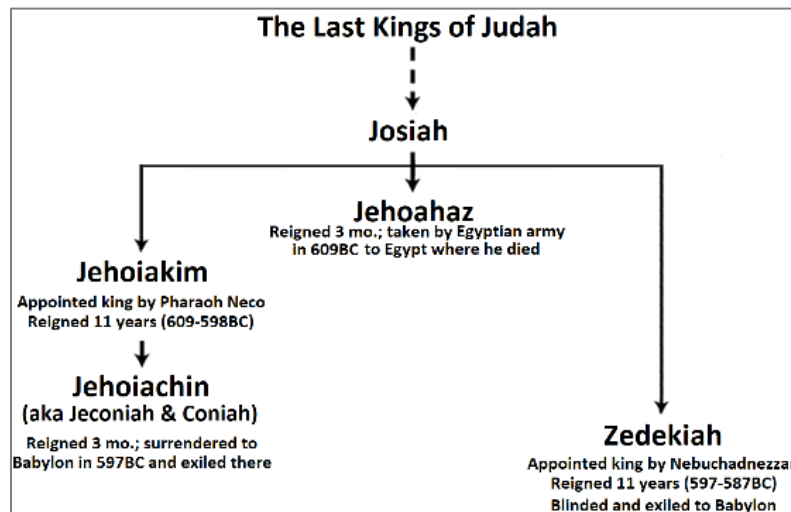 The Last Kings of Judah
Josiah
Jehoahaz
Reigned 3 mo.; taken by Egyptian army
in 609BC to Egypt where he died
Jehoiakim
Appointed king by Pharaoh Neco
Reigned 11 years (609-598BC)
Jehoiachin
(aka Jeconiah & Coniah)
Reigned 3 mo.; surrendered to
Babylon in 597BC and exiled there
Zedekiah
Appointed king by Nebuchadnezzar
Reigned 11 years (597-587BC)
Blinded and exiled to Babylon